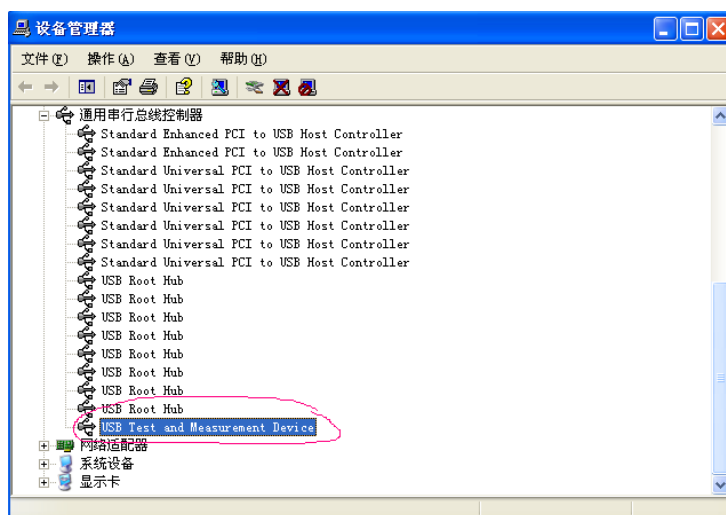 设备管理器
文件(F) 操作(A) 查看(V) 帮助(H)
通用串行总线控制器
Standard Enhanced PCI to USB Host Controller
Standard Enhanced PCI to USB Host Controller
Standard Universal PCI to USB Host Controller
Standard Universal PCI to USB Host Controller
Standard Universal PCI to USB Host Controller
Standard Universal PCI to USB Host Controller
Standard Universal PCI to USB Host Controller
Standard Universal PCI to USB Host Controller
USB Root Hub
USB Root Hub
USB Root Hub
USB Root Hub
USB Root Hub
USB Root Hub
USB Root Hub
USB Root Hub
USB Test and Measurement Device
网络适配器
系统设备
显示卡